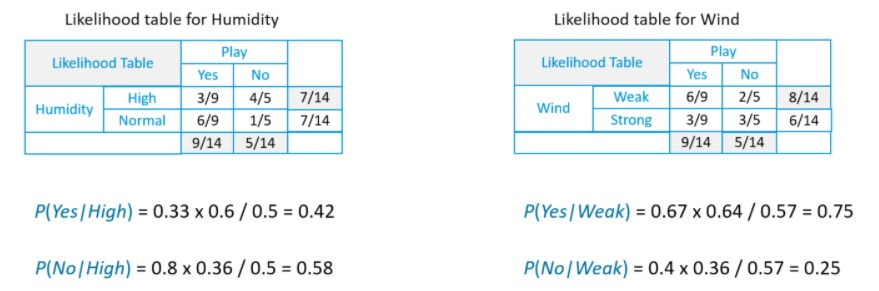 Likelihood table for Humidity
Likelihood Table Play
Yes No
Humidity High 3/9 4/5 7/14
Normal 6/9 1/5 7/14
9/14 5/14
P(Yes|High) = 0.33 x 0.6 / 0.5 = 0.42
P(No|High) = 0.8 x 0.36 / 0.5 = 0.58
Likelihood table for Wind
Likelihood Table Play
Yes No
Wind Weak 6/9 2/5 8/14
Strong 3/9 3/5 6/14
9/14 5/14
P(Yes|Weak) = 0.67 x 0.64 / 0.57 = 0.75
P(No|Weak) = 0.4 x 0.36 / 0.57 = 0.25